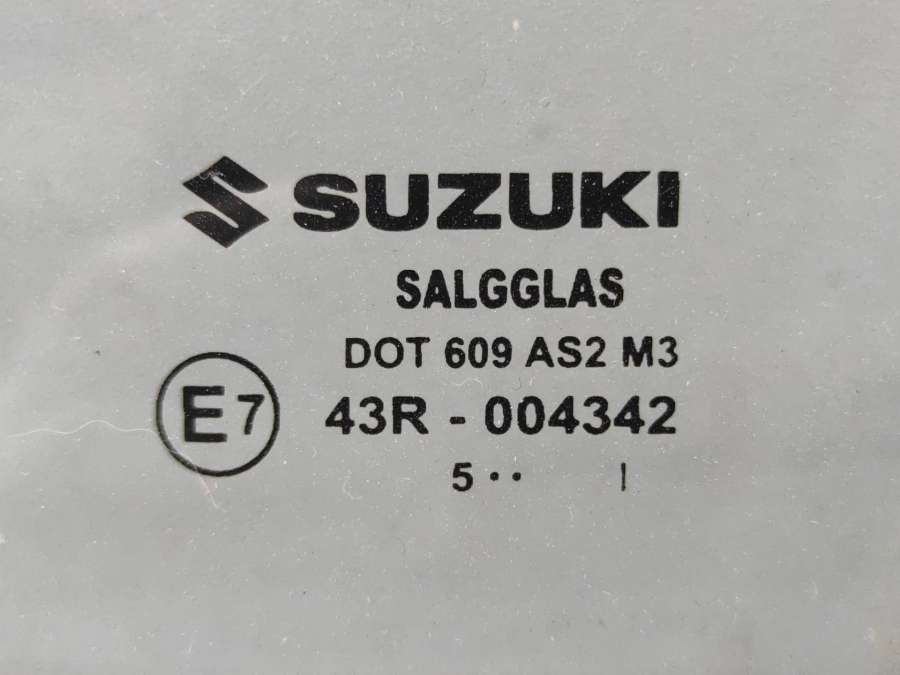 SUZUKI
SALGGLAS
DOT 609 AS2 M3
E7 43R - 004342
5 •• |